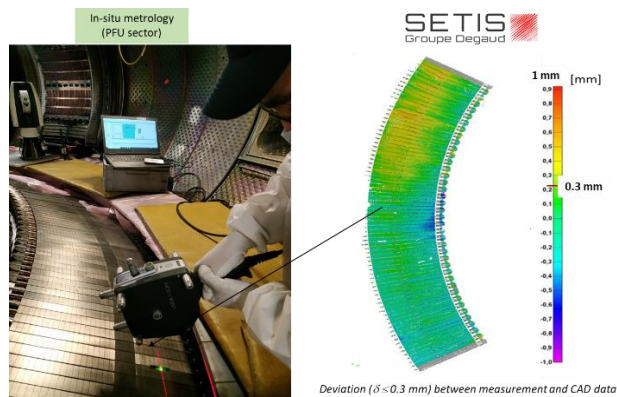 In-situ metrology
(PFU sector)
SETIS
Groupe Degaud
1 mm
[mm]
0,9
0,8
0,7
0,6
0,5
0,4
0,3
0.3 mm
0,2
0,1
0,0
-0,1
-0,2
-0,3
-0,4
-0,5
-0,6
-0,7
-0,8
-0,9
-1,0
Deviation (δ ≤0.3 mm) between measurement and CAD data